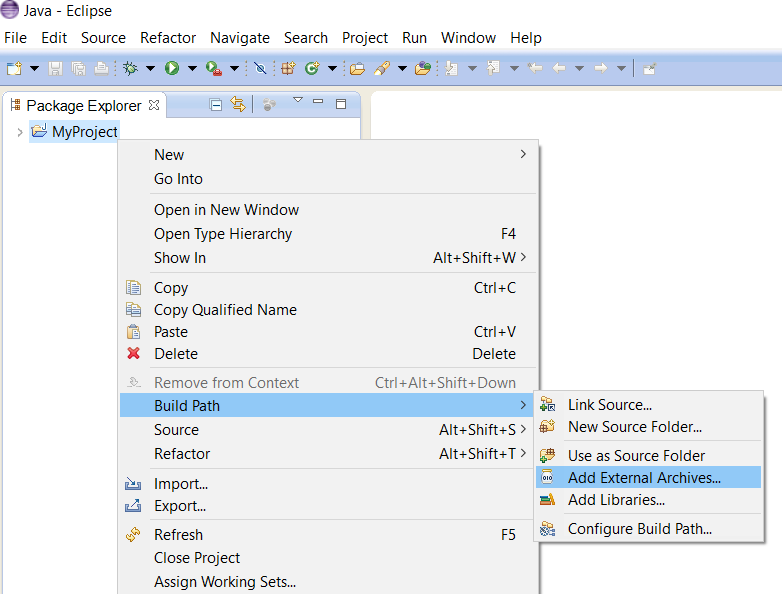 Java - Eclipse
File Edit Source Refactor Navigate Search Project Run Window Help
Package Explorer
MyProject
New
Go Into
Open in New Window
Open Type Hierarchy F4
Show In Alt+Shift+W
Copy Ctrl+C
Copy Qualified Name
Paste Ctrl+V
Delete Delete
Remove from Context Ctrl+Alt+Shift+Down
Build Path
Source Alt+Shift+S
Refactor Alt+Shift+T
Import...
Export...
Refresh F5
Close Project
Assign Working Sets...
Link Source...
New Source Folder...
Use as Source Folder
Add External Archives...
Add Libraries...
Configure Build Path...